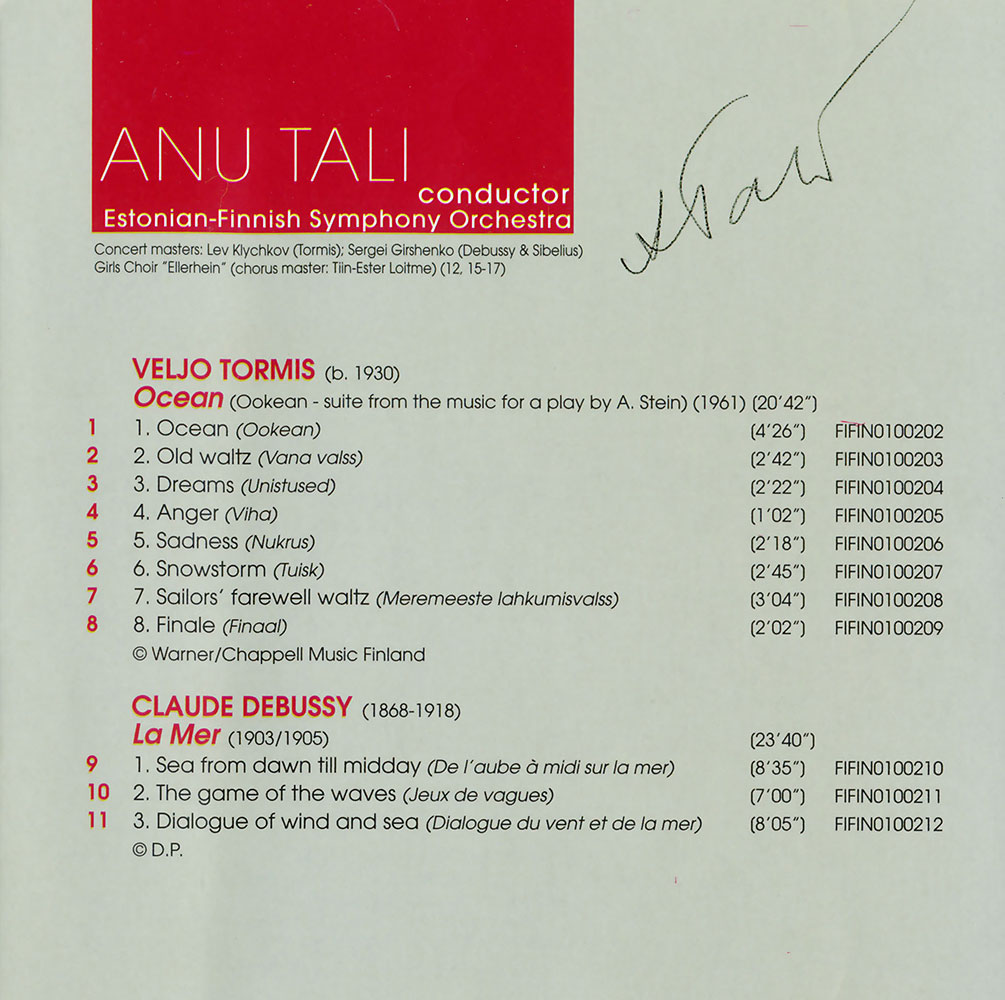 ANU TALI
conductor
Estonian-Finnish Symphony Orchestra
Concert masters: Lev Klychkov (Tormis); Sergei Girshenko (Debussy & Sibelius)
Girls Choir "Ellerhein" (chorus master: Tiin-Ester Loitme) (12, 15-17)
VELJO TORMIS (b. 1930)
Ocean (Ookean - suite from the music for a play by A. Stein) (1961) (20'42")
1 1. Ocean (Ookean) (4'26") FIFIN0100202
2 2. Old waltz (Vana valss) (2'42") FIFIN0100203
3 3. Dreams (Unistused) (2'22") FIFIN0100204
4 4. Anger (Viha) (1'02") FIFIN0100205
5 5. Sadness (Nukrus) (2'18") FIFIN0100206
6 6. Snowstorm (Tuisk) (2'45") FIFIN0100207
7 7. Sailors' farewell waltz (Meremeeste lahkumisvalss) (3'04") FIFIN0100208
8 8. Finale (Finaal) (2'02") FIFIN0100209
© Warner/Chappell Music Finland
CLAUDE DEBUSSY (1868-1918)
La Mer (1903/1905) (23'40")
9 1. Sea from dawn till midday (De l'aube à midi sur la mer) (8'35") FIFIN0100210
10 2. The game of the waves (Jeux de vagues) (7'00") FIFIN0100211
11 3. Dialogue of wind and sea (Dialogue du vent et de la mer) (8'05") FIFIN0100212
© D.P.